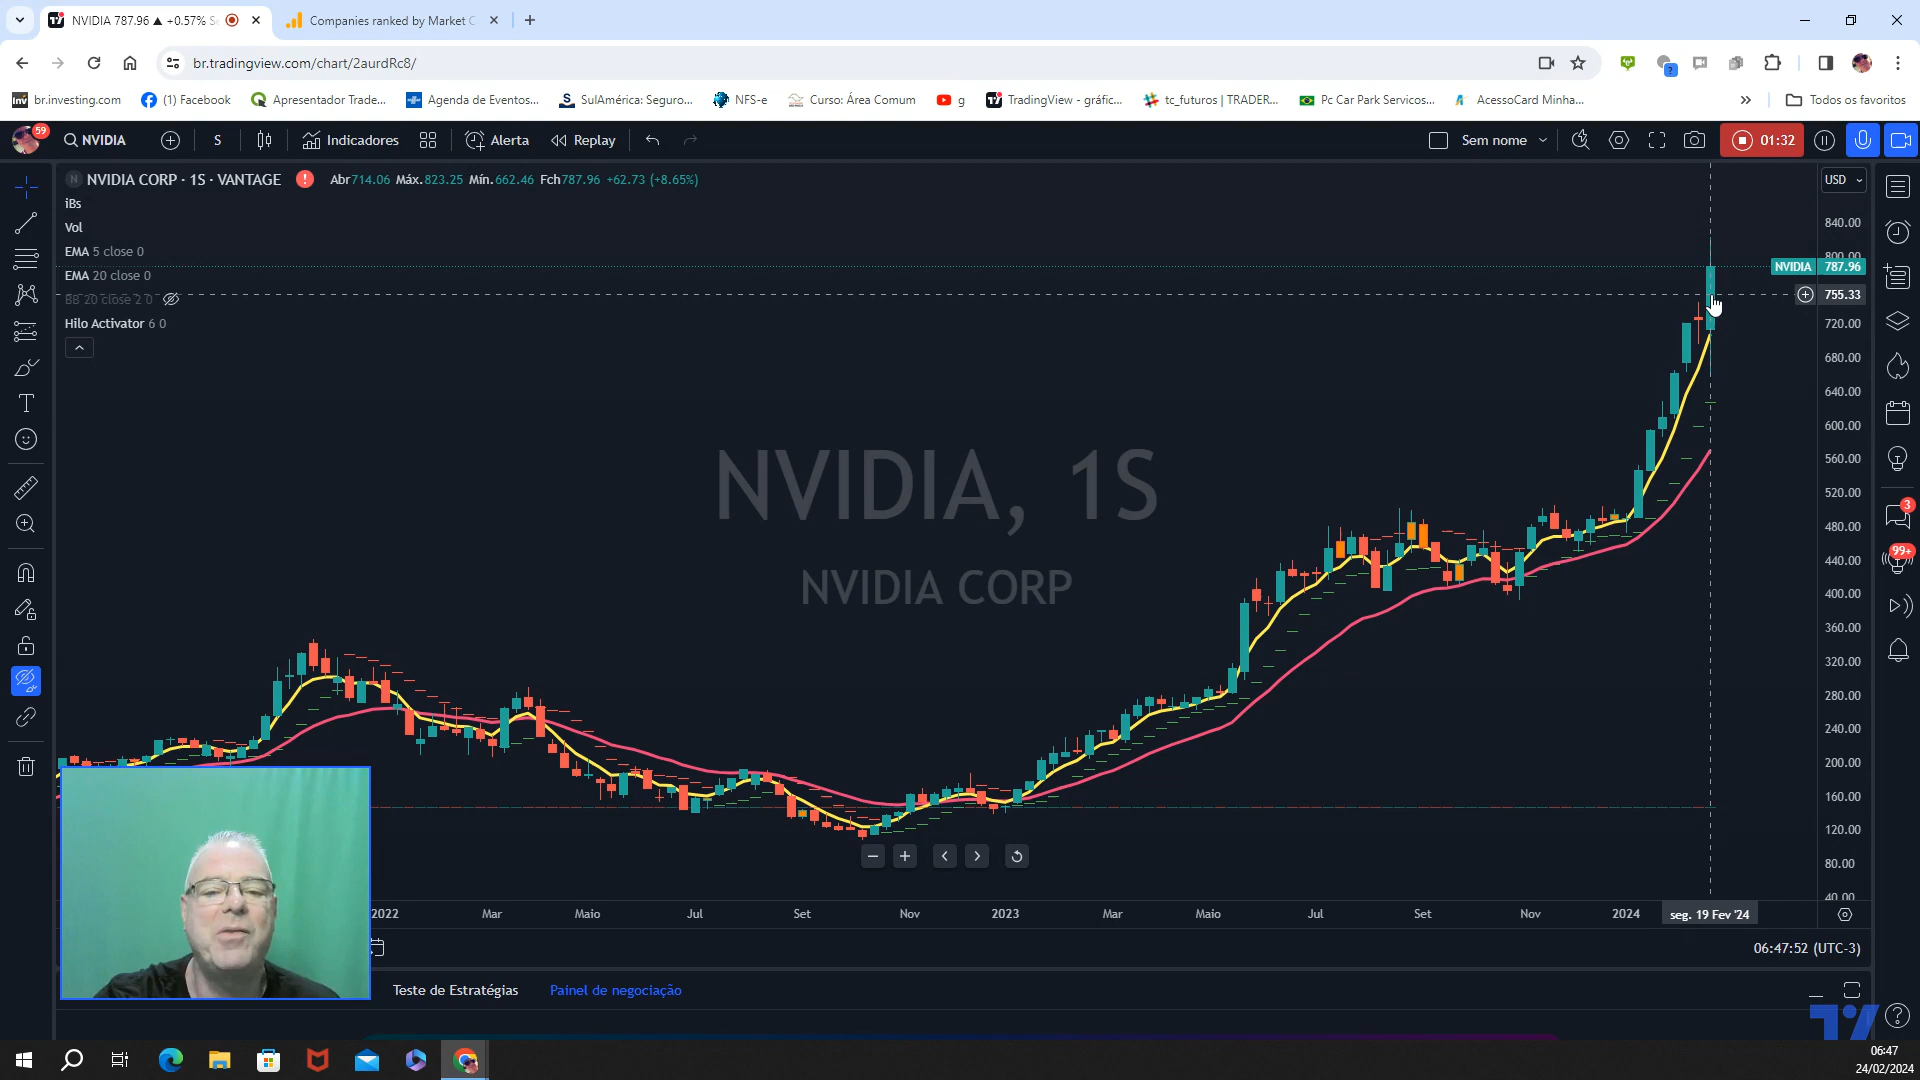 NVIDIA 787.96 ▲ +0.57%
Companies ranked by Market C
br.tradingview.com/chart/2aurdRc8/
br.investing.com
(1) Facebook
Apresentador Trade...
Agenda de Eventos...
SulAmérica: Seguro...
NFS-e
Curso: Área Comum
g
TradingView - gráfic...
tc_futuros | TRADER...
Pc Car Park Servicos...
AcessoCard Minha...
Todos os favoritos
59
NVIDIA
S
Indicadores
Alerta
Replay
Sem nome
01:32
N NVIDIA CORP · 1S · VANTAGE
Abr714.06 Máx.823.25 Mín.662.46 Fch787.96 +62.73 (+8.65%)
USD
iBs
Vol
EMA 5 close 0
EMA 20 close 0
BB 20 close 2 0
Hilo Activator 6 0
840.00
800.00
NVIDIA 787.96
755.33
720.00
680.00
640.00
600.00
560.00
520.00
480.00
440.00
400.00
360.00
320.00
280.00
240.00
200.00
160.00
120.00
80.00
40.00
3
99+
NVIDIA, 1S
NVIDIA CORP
2022
Mar
Maio
Jul
Set
Nov
2023
Mar
Maio
Jul
Set
Nov
2024
seg. 19 Fev '24
06:47:52 (UTC-3)
Teste de Estratégias
Painel de negociação
06:47
24/02/2024